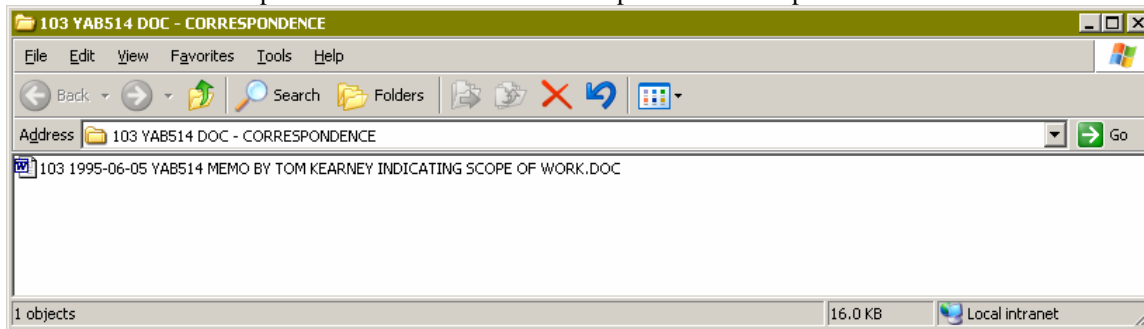 103 YAB514 DOC - CORRESPONDENCE
File Edit View Favorites Tools Help
Back Search Folders
Address 103 YAB514 DOC - CORRESPONDENCE Go
103 1995-06-05 YAB514 MEMO BY TOM KEARNEY INDICATING SCOPE OF WORK.DOC
1 objects 16.0 KB Local intranet